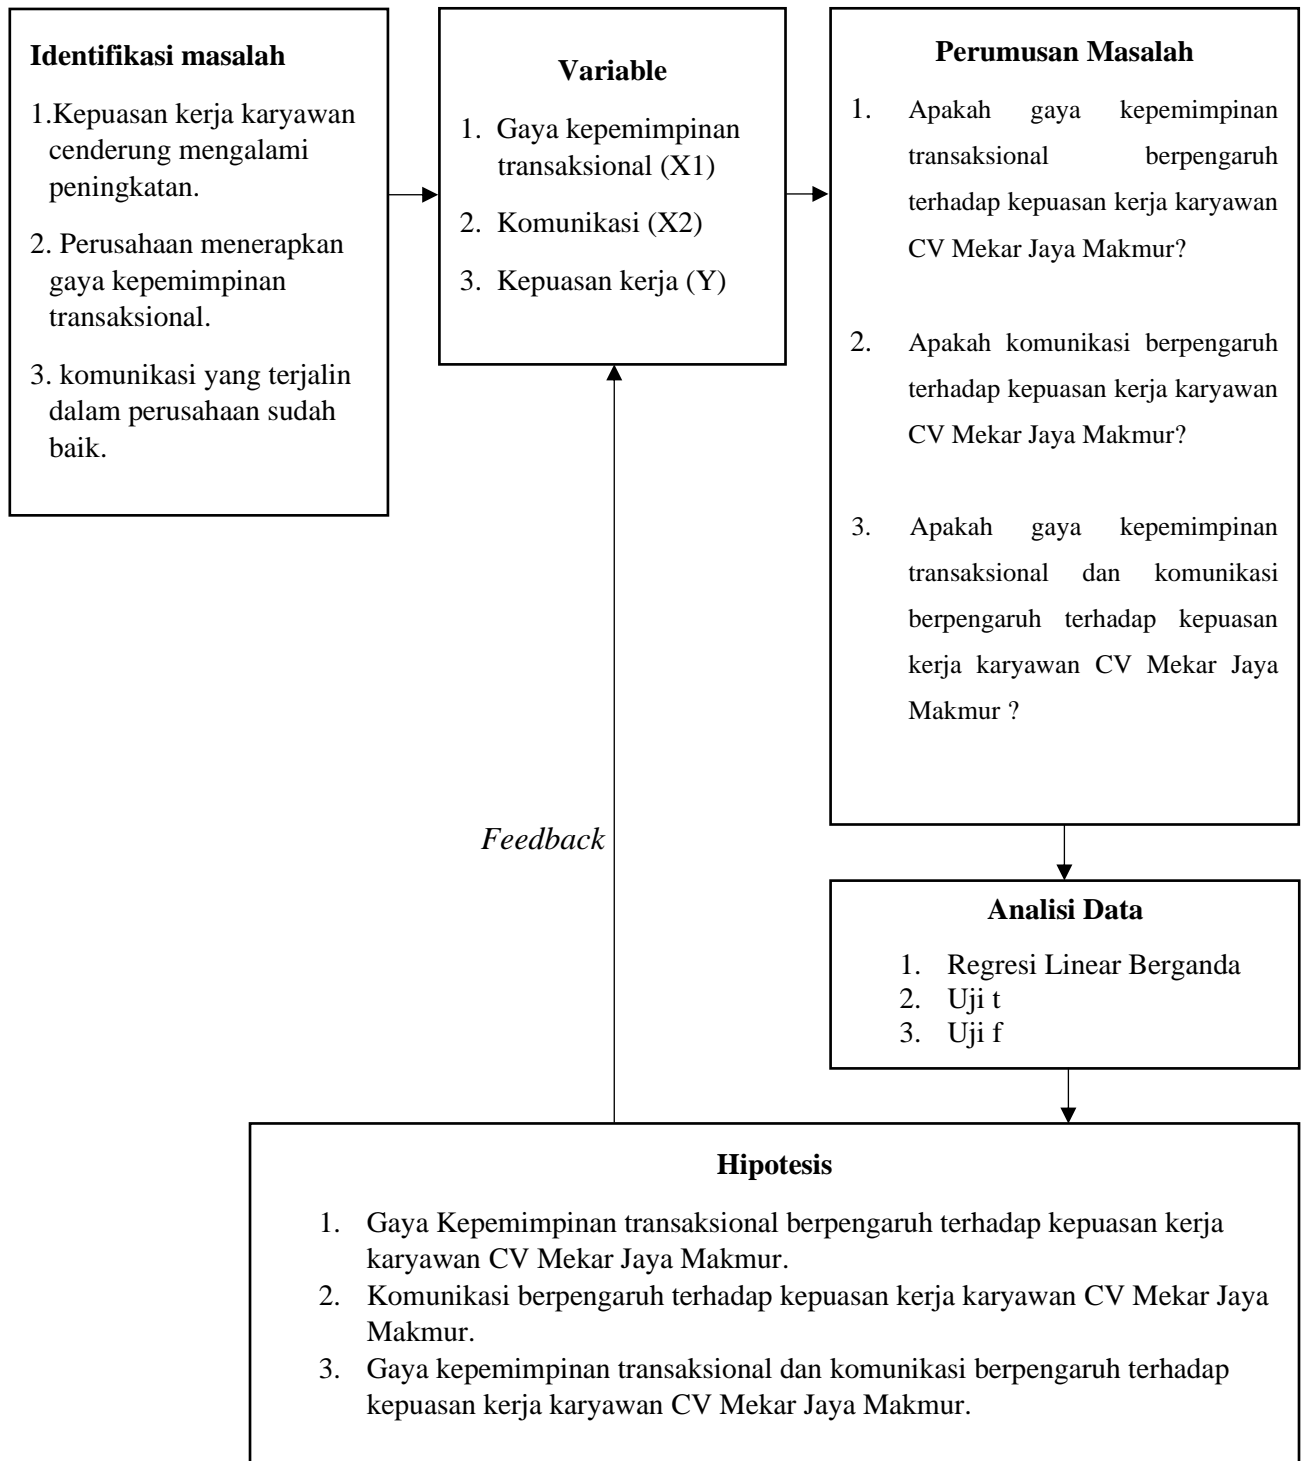 Identifikasi masalah
1.Kepuasan kerja karyawan
cenderung mengalami
peningkatan.
2. Perusahaan menerapkan
gaya kepemimpinan
transaksional.
3. komunikasi yang terjalin
dalam perusahaan sudah
baik.
Variable
1. Gaya kepemimpinan
transaksional (X1)
2. Komunikasi (X2)
3. Kepuasan kerja (Y)
Perumusan Masalah
1. Apakah gaya kepemimpinan
transaksional berpengaruh
terhadap kepuasan kerja karyawan
CV Mekar Jaya Makmur?
2. Apakah komunikasi berpengaruh
terhadap kepuasan kerja karyawan
CV Mekar Jaya Makmur?
3. Apakah gaya kepemimpinan
transaksional dan komunikasi
berpengaruh terhadap kepuasan
kerja karyawan CV Mekar Jaya
Makmur ?
Feedback
Analisi Data
1. Regresi Linear Berganda
2. Uji t
3. Uji f
Hipotesis
1. Gaya Kepemimpinan transaksional berpengaruh terhadap kepuasan kerja
karyawan CV Mekar Jaya Makmur.
2. Komunikasi berpengaruh terhadap kepuasan kerja karyawan CV Mekar Jaya
Makmur.
3. Gaya kepemimpinan transaksional dan komunikasi berpengaruh terhadap
kepuasan kerja karyawan CV Mekar Jaya Makmur.